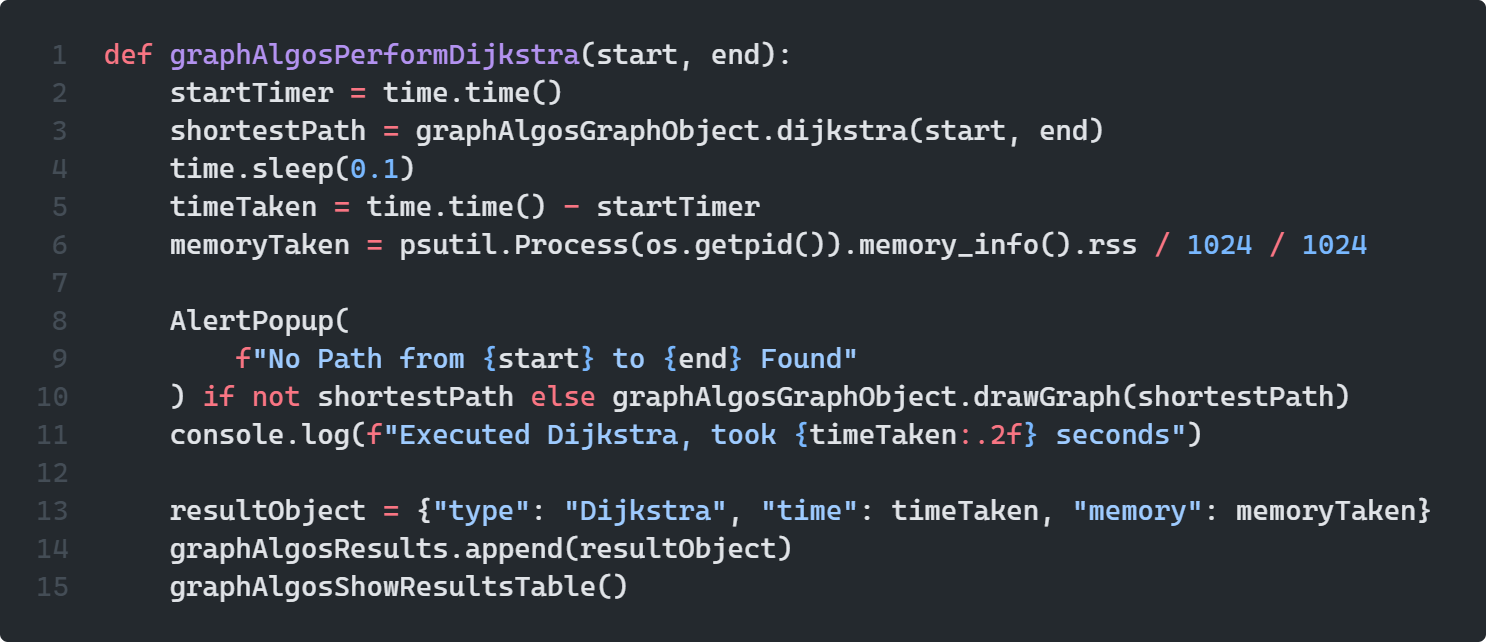 1 def graphAlgosPerformDijkstra(start, end):
2     startTimer = time.time()
3     shortestPath = graphAlgosGraphObject.dijkstra(start, end)
4     time.sleep(0.1)
5     timeTaken = time.time() - startTimer
6     memoryTaken = psutil.Process(os.getpid()).memory_info().rss / 1024 / 1024
7
8     AlertPopup(
9         f"No Path from {start} to {end} Found"
10     ) if not shortestPath else graphAlgosGraphObject.drawGraph(shortestPath)
11     console.log(f"Executed Dijkstra, took {timeTaken:.2f} seconds")
12
13     resultObject = {"type": "Dijkstra", "time": timeTaken, "memory": memoryTaken}
14     graphAlgosResults.append(resultObject)
15     graphAlgosShowResultsTable()